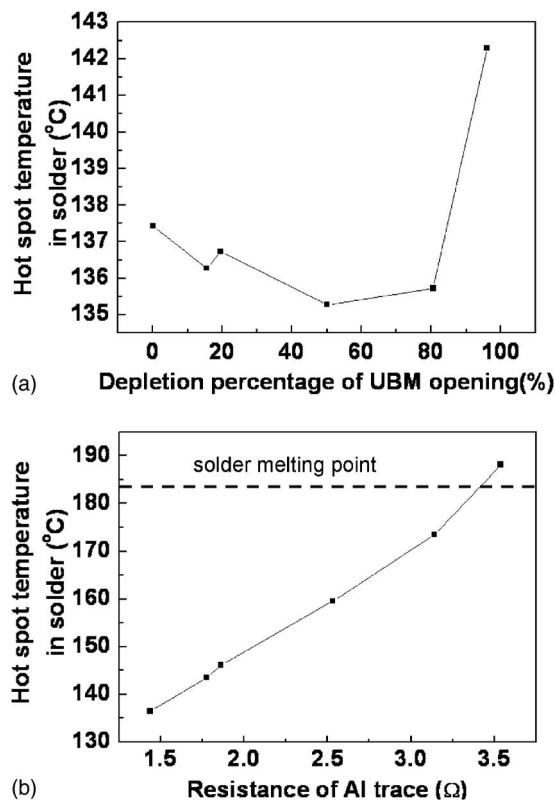 143
142
141
140
139
138
137
136
135
0 20 40 60 80 100
Hot spot temperature
in solder (°C)
(a) Depletion percentage of UBM opening(%)
190
180
170
160
150
140
130
solder melting point
1.5 2.0 2.5 3.0 3.5
Hot spot temperature
in solder (°C)
(b) Resistance of Al trace (Ω)